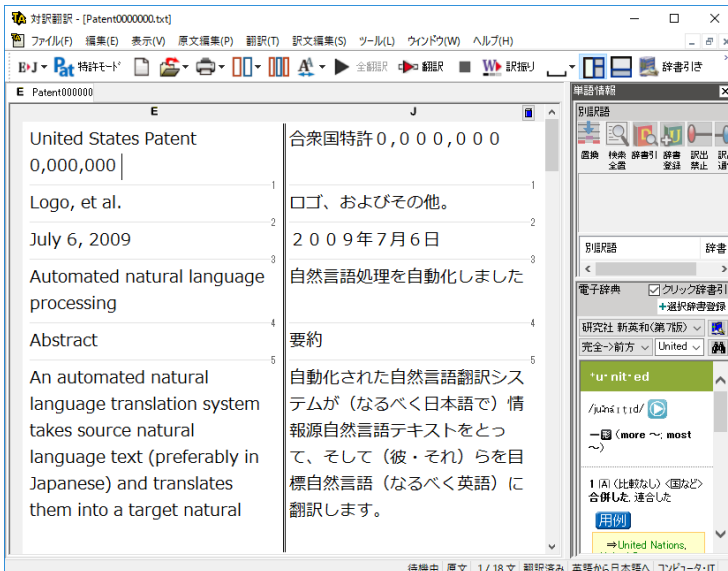 対訳翻訳 - [Patent0000000.txt]
ファイル(F) 編集(E) 表示(V) 原文編集(P) 翻訳(T) 訳文編集(S) ツール(L) ウインドウ(W) ヘルプ(H)
E▸J Pat 特許モード 全翻訳 翻訳 W 訳振り 辞書引き
E Patent000000
単語情報
E J
別訳語
United States Patent
0,000,000
合衆国特許０,０００,０００
置換 検索全置 辞書引 辞書登録 訳出禁止
1
Logo, et al.
ロゴ、およびその他。
2
July 6, 2009
２００９年7月6日
別訳語 辞書
3
Automated natural language
processing
自然言語処理を自動化しました
電子辞典 クリック辞書引
+選択辞書登録
4
研究社 新英和(第7版)
Abstract
要約
完全->前方 United
5
An automated natural
language translation system
takes source natural
language text (preferably in
Japanese) and translates
them into a target natural
自動化された自然言語翻訳シス
テムが（なるべく日本語で）情
報源自然言語テキストをとっ
て、そして（彼・それ）らを目
標自然言語（なるべく英語）に
翻訳します。
⁺u･nit･ed
/juːnáɪtɪd/
━形 (more ～; most
～)
1 A (比較なし) 〈国など〉
合併した, 連合した
用例
⇒United Nations,
待機中 原文 1/18文 翻訳済み 英語から日本語へ コンピュータ・IT